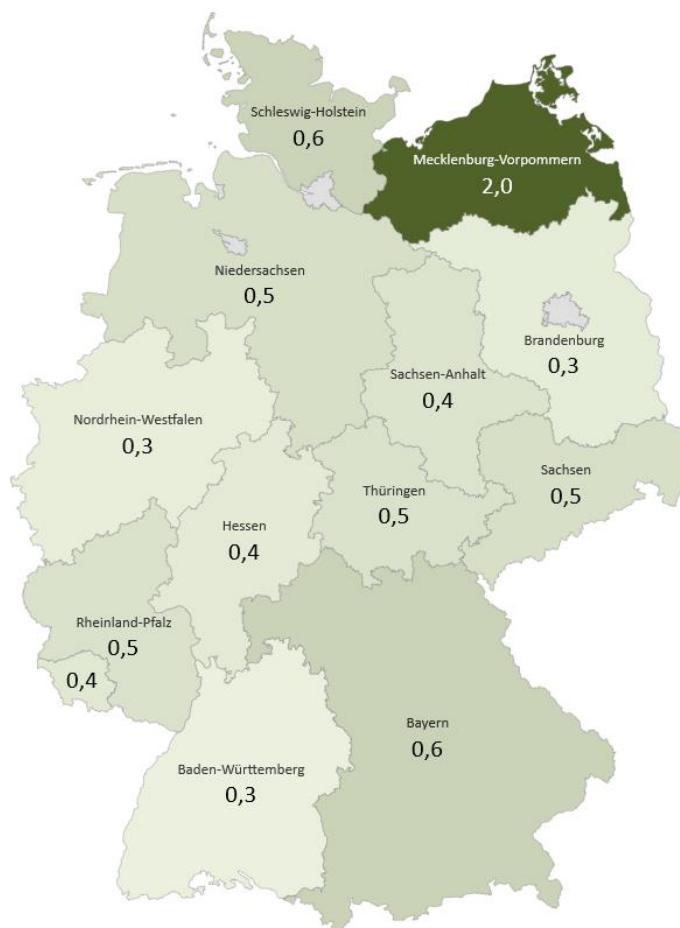 Schleswig-Holstein
0,6
Mecklenburg-Vorpommern
2,0
Niedersachsen
0,5
Brandenburg
0,3
Sachsen-Anhalt
0,4
Nordrhein-Westfalen
0,3
Sachsen
0,5
Thüringen
0,5
Hessen
0,4
Rheinland-Pfalz
0,5
0,4
Bayern
0,6
Baden-Württemberg
0,3